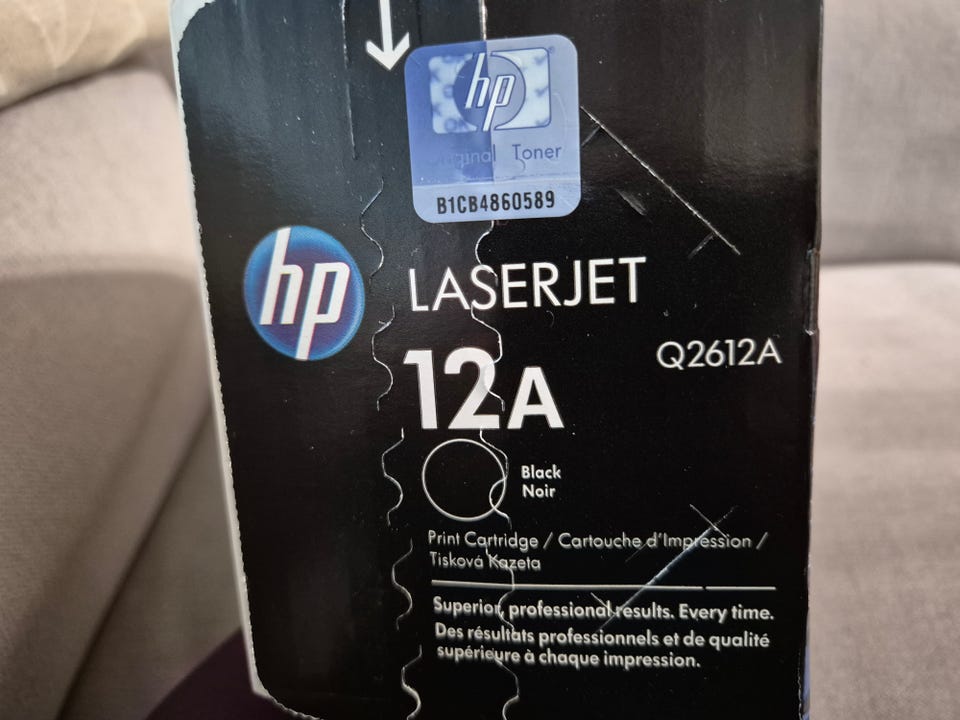 hp
Original Toner
B1CB4860589
hp
LASERJET
12A
Q2612A
Black
Noir
Print Cartridge / Cartouche d'Impression /
Tisková Kazeta
Superior, professional results. Every time.
Des résultats professionnels et de qualité
supérieure à chaque impression.